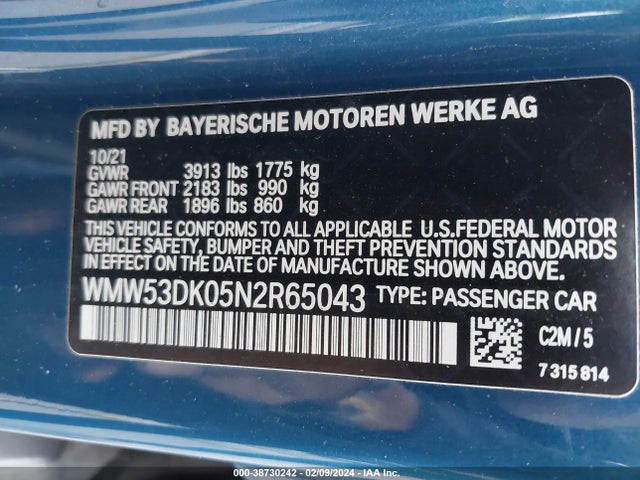 MFD BY BAYERISCHE MOTOREN WERKE AG
10/21
GVWR 3913 lbs 1775 kg
GAWR FRONT 2183 lbs 990 kg
GAWR REAR 1896 lbs 860 kg
THIS VEHICLE CONFORMS TO ALL APPLICABLE U.S.FEDERAL MOTOR
VEHICLE SAFETY, BUMPER AND THEFT PREVENTION STANDARDS
IN EFFECT ON THE DATE OF MANUFACTURE SHOWN ABOVE.
WMW53DK05N2R65043 TYPE: PASSENGER CAR
C2M/5
7 315 814
000-38730242 - 02/09/2024 - IAA Inc.